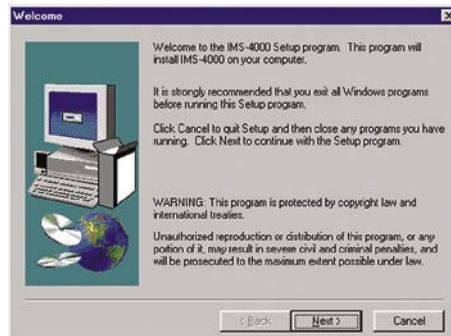 Welcome
Welcome to the IMS-4000 Setup program. This program will
install IMS-4000 on your computer.
It is strongly recommended that you exit all Windows programs
before running this Setup program.
Click Cancel to quit Setup and then close any programs you have
running. Click Next to continue with the Setup program.
WARNING: This program is protected by copyright law and
international treaties.
Unauthorized reproduction or distribution of this program, or any
portion of it, may result in severe civil and criminal penalties, and
will be prosecuted to the maximum extent possible under law.
< Back Next > Cancel